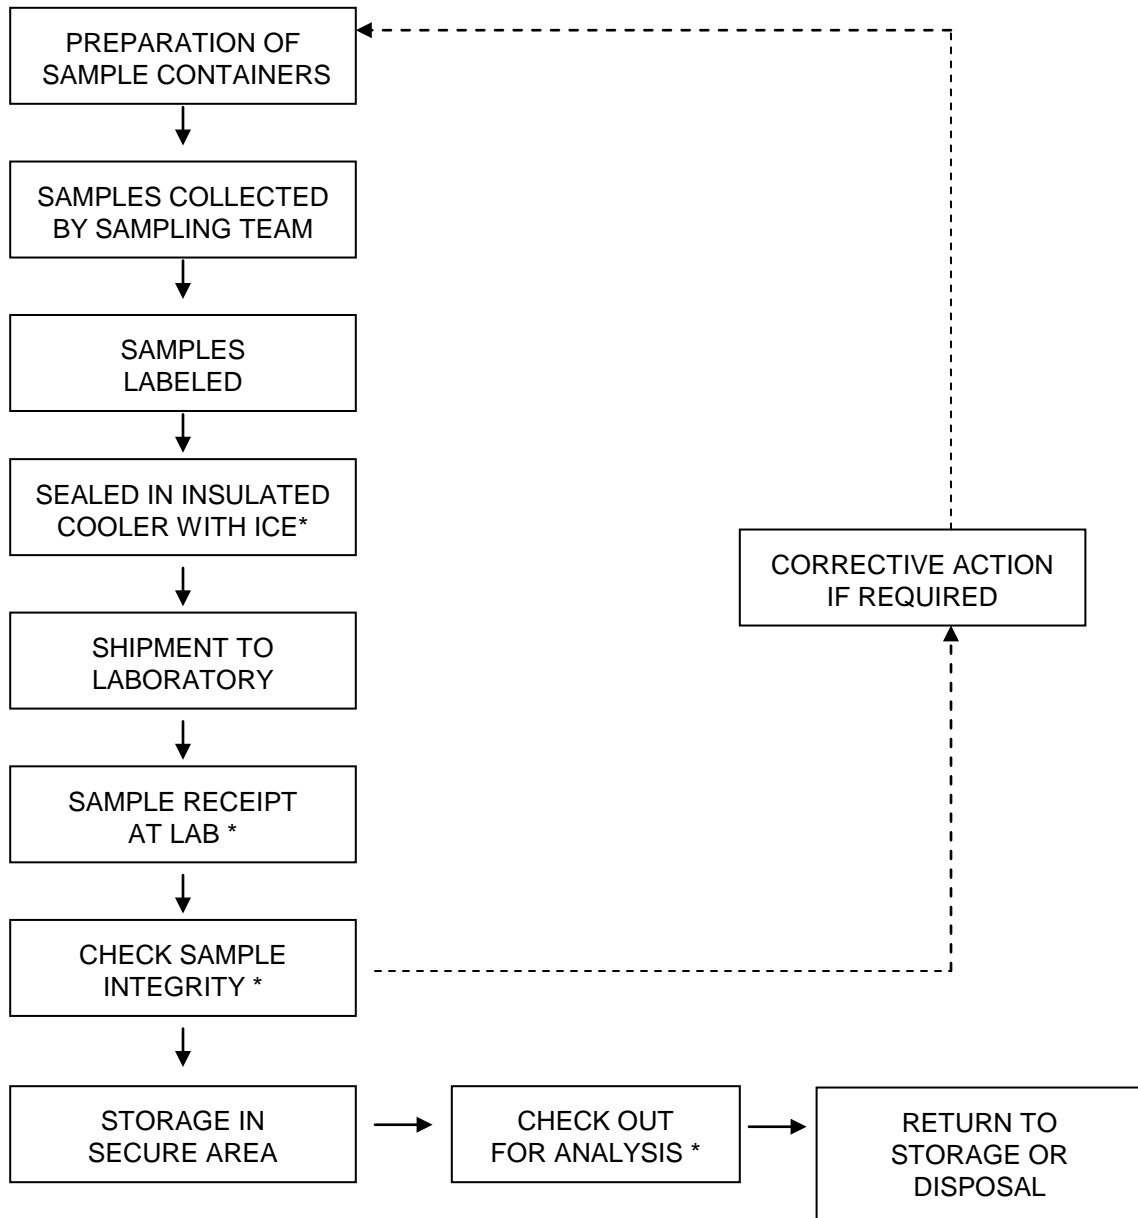 PREPARATION OF
SAMPLE CONTAINERS
SAMPLES COLLECTED
BY SAMPLING TEAM
SAMPLES
LABELED
SEALED IN INSULATED
COOLER WITH ICE*
CORRECTIVE ACTION
IF REQUIRED
SHIPMENT TO
LABORATORY
SAMPLE RECEIPT
AT LAB *
CHECK SAMPLE
INTEGRITY *
STORAGE IN
SECURE AREA
CHECK OUT
FOR ANALYSIS *
RETURN TO
STORAGE OR
DISPOSAL